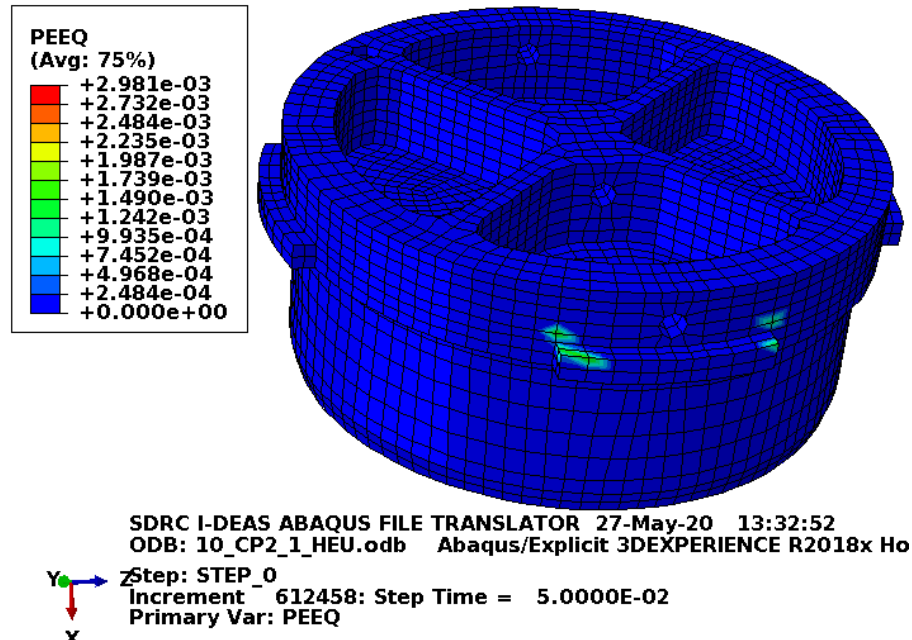 PEEQ
(Avg: 75%)
+2.981e-03
+2.732e-03
+2.484e-03
+2.235e-03
+1.987e-03
+1.739e-03
+1.490e-03
+1.242e-03
+9.935e-04
+7.452e-04
+4.968e-04
+2.484e-04
+0.000e+00
SDRC I-DEAS ABAQUS FILE TRANSLATOR 27-May-20 13:32:52
ODB: 10_CP2_1_HEU.odb Abaqus/Explicit 3DEXPERIENCE R2018x Ho
Y Z
X
Step: STEP_0
Increment 612458: Step Time = 5.0000E-02
Primary Var: PEEQ